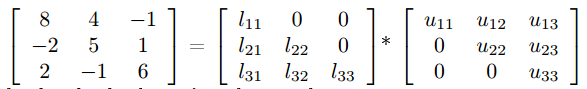 8 4 −1 l11 0 0 u11 u12 u13
−2 5 1 = l21 l22 0 * 0 u22 u23
2 −1 6 l31 l32 l33 0 0 u33